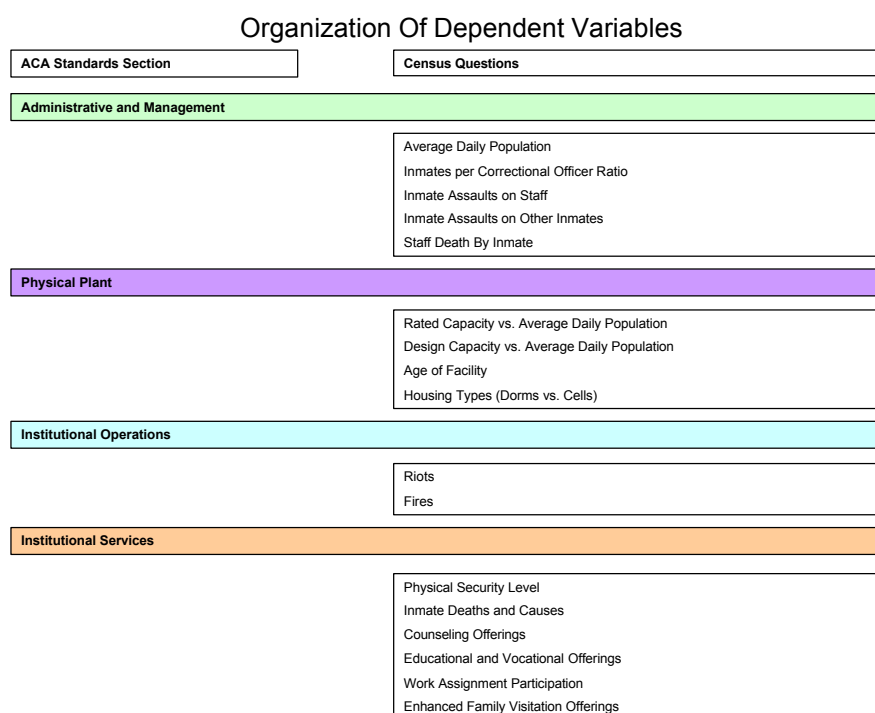 Organization Of Dependent Variables
ACA Standards Section
Census Questions
Administrative and Management
Average Daily Population
Inmates per Correctional Officer Ratio
Inmate Assaults on Staff
Inmate Assaults on Other Inmates
Staff Death By Inmate
Physical Plant
Rated Capacity vs. Average Daily Population
Design Capacity vs. Average Daily Population
Age of Facility
Housing Types (Dorms vs. Cells)
Institutional Operations
Riots
Fires
Institutional Services
Physical Security Level
Inmate Deaths and Causes
Counseling Offerings
Educational and Vocational Offerings
Work Assignment Participation
Enhanced Family Visitation Offerings